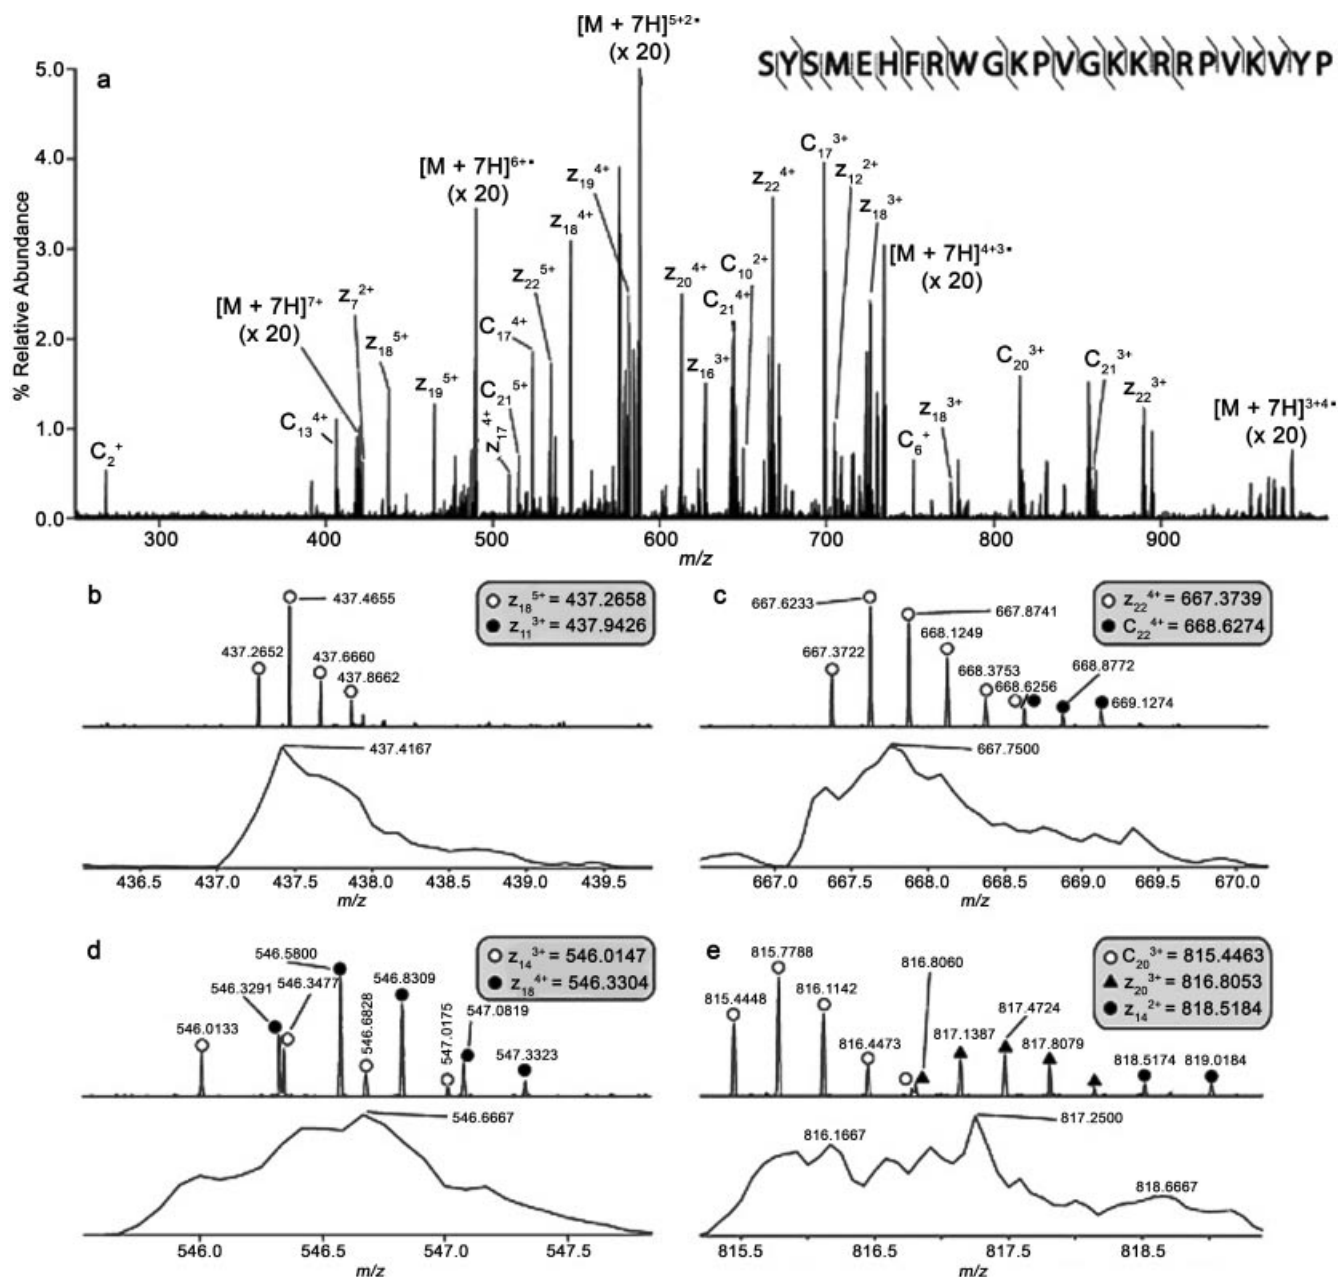 [M + 7H]5+2•
(x 20)
SYSMEHFRWGKPVGKKRRPVKVYP
a
% Relative Abundance
5.0
4.0
3.0
2.0
1.0
0.0
C2+
C13 4+
[M + 7H]7+
(x 20)
z7 2+
z18 5+
z19 5+
[M + 7H]6+•
(x 20)
C17 4+
z17 4+
C21 5+
z22 5+
z18 4+
z19 4+
z20 4+
z16 3+
C21 4+
C10 2+
z22 4+
C17 3+
z12 2+
z18 3+
[M + 7H]4+3•
(x 20)
C6+
z18 3+
C20 3+
C21 3+
z22 3+
[M + 7H]3+4•
(x 20)
300 400 500 600 700 800 900
m/z
b
437.4655
437.2652
437.6660
437.8662
z18 5+ = 437.2658
z11 3+ = 437.9426
437.4167
436.5 437.0 437.5 438.0 438.5 439.0 439.5
m/z
c
667.6233
667.8741
668.1249
667.3722
668.3753
668.6256
668.8772
669.1274
z22 4+ = 667.3739
C22 4+ = 668.6274
667.7500
667.0 667.5 668.0 668.5 669.0 669.5 670.0
m/z
d
546.5800
546.3291
546.3477
546.8309
546.0133
546.6828
547.0175
547.0819
547.3323
z14 3+ = 546.0147
z18 4+ = 546.3304
546.6667
546.0 546.5 547.0 547.5
m/z
e
815.7788
816.8060
815.4448
816.1142
816.4473
817.1387
817.4724
817.8079
818.5174
819.0184
C20 3+ = 815.4463
z20 3+ = 816.8053
z14 2+ = 818.5184
816.1667
817.2500
818.6667
815.5 816.5 817.5 818.5
m/z